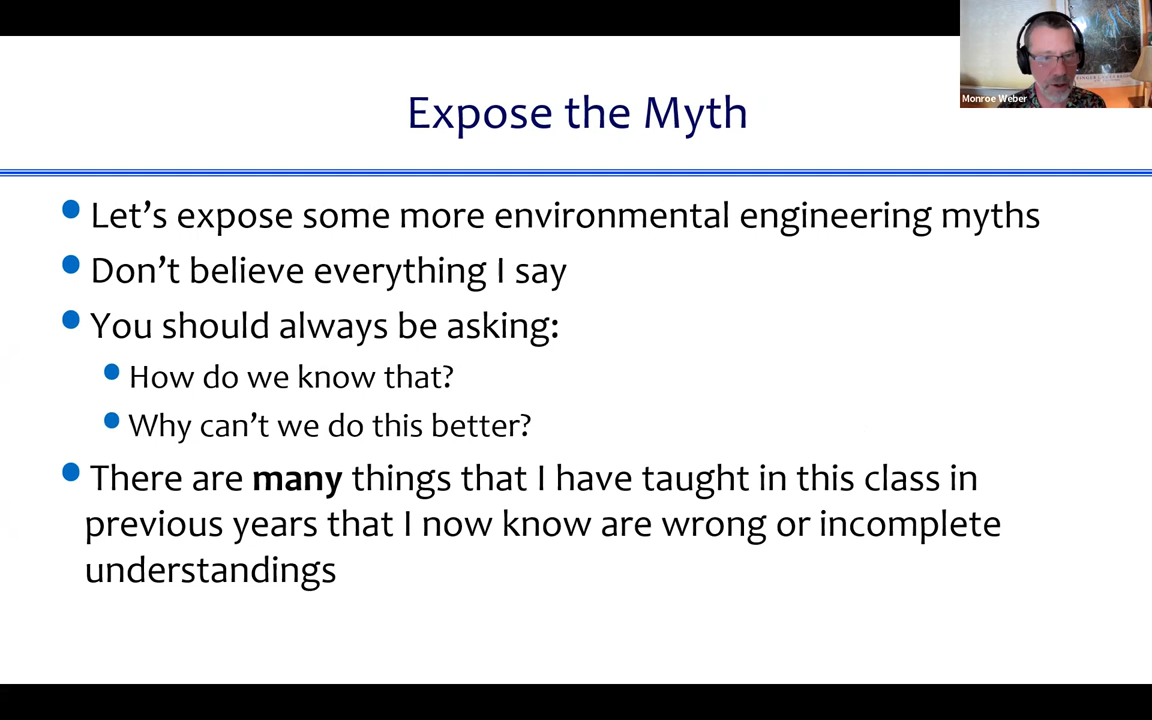 Monroe Weber
Expose the Myth
Let's expose some more environmental engineering myths
Don't believe everything I say
You should always be asking:
How do we know that?
Why can't we do this better?
There are many things that I have taught in this class in
previous years that I now know are wrong or incomplete
understandings